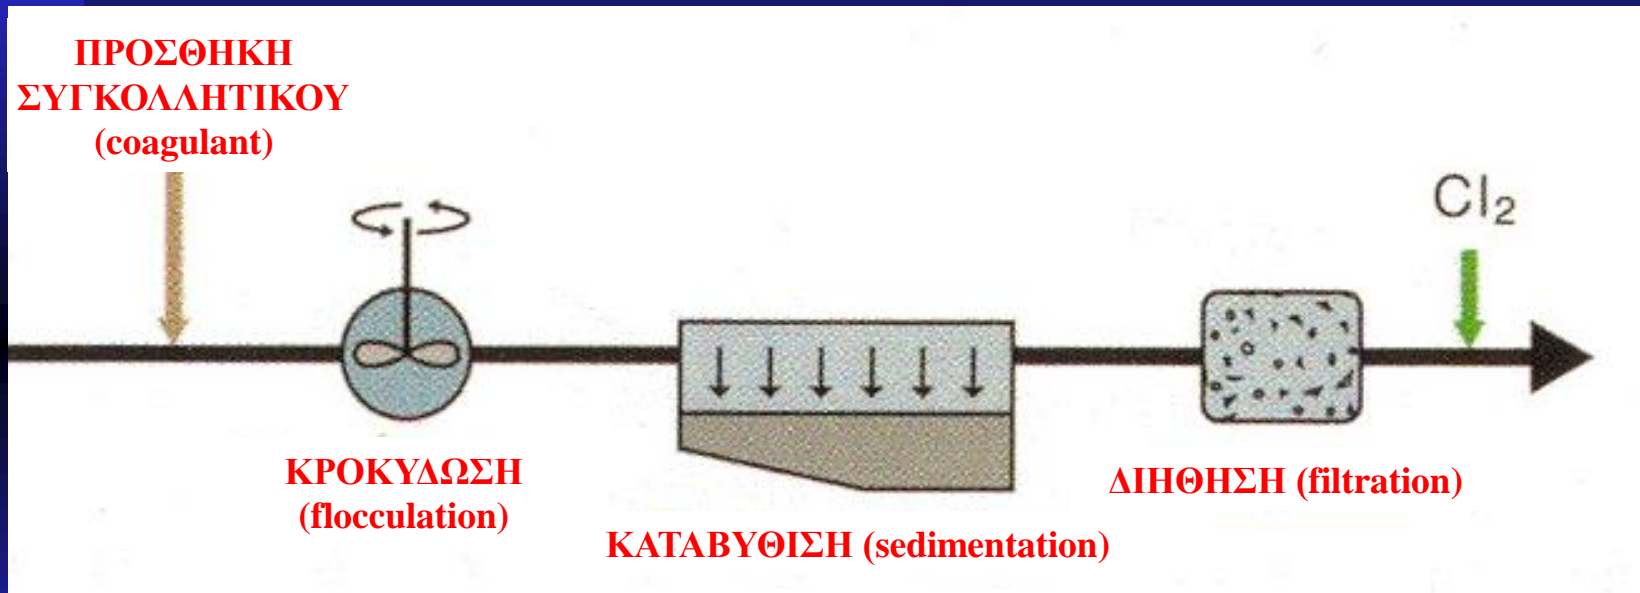 ΠΡΟΣΘΗΚΗ
ΣΥΓΚΟΛΛΗΤΙΚΟΥ
(coagulant)
Cl₂
ΚΡΟΚΥΔΩΣΗ
(flocculation)
ΔΙΗΘΗΣΗ (filtration)
ΚΑΤΑΒΥΘΙΣΗ (sedimentation)